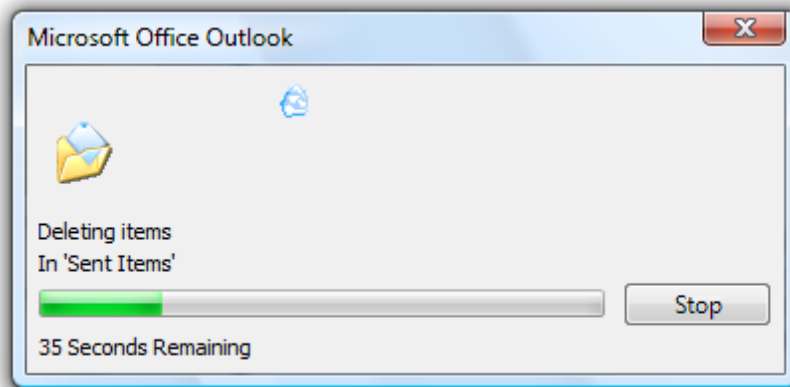 Microsoft Office Outlook
Deleting items
In 'Sent Items'
Stop
35 Seconds Remaining